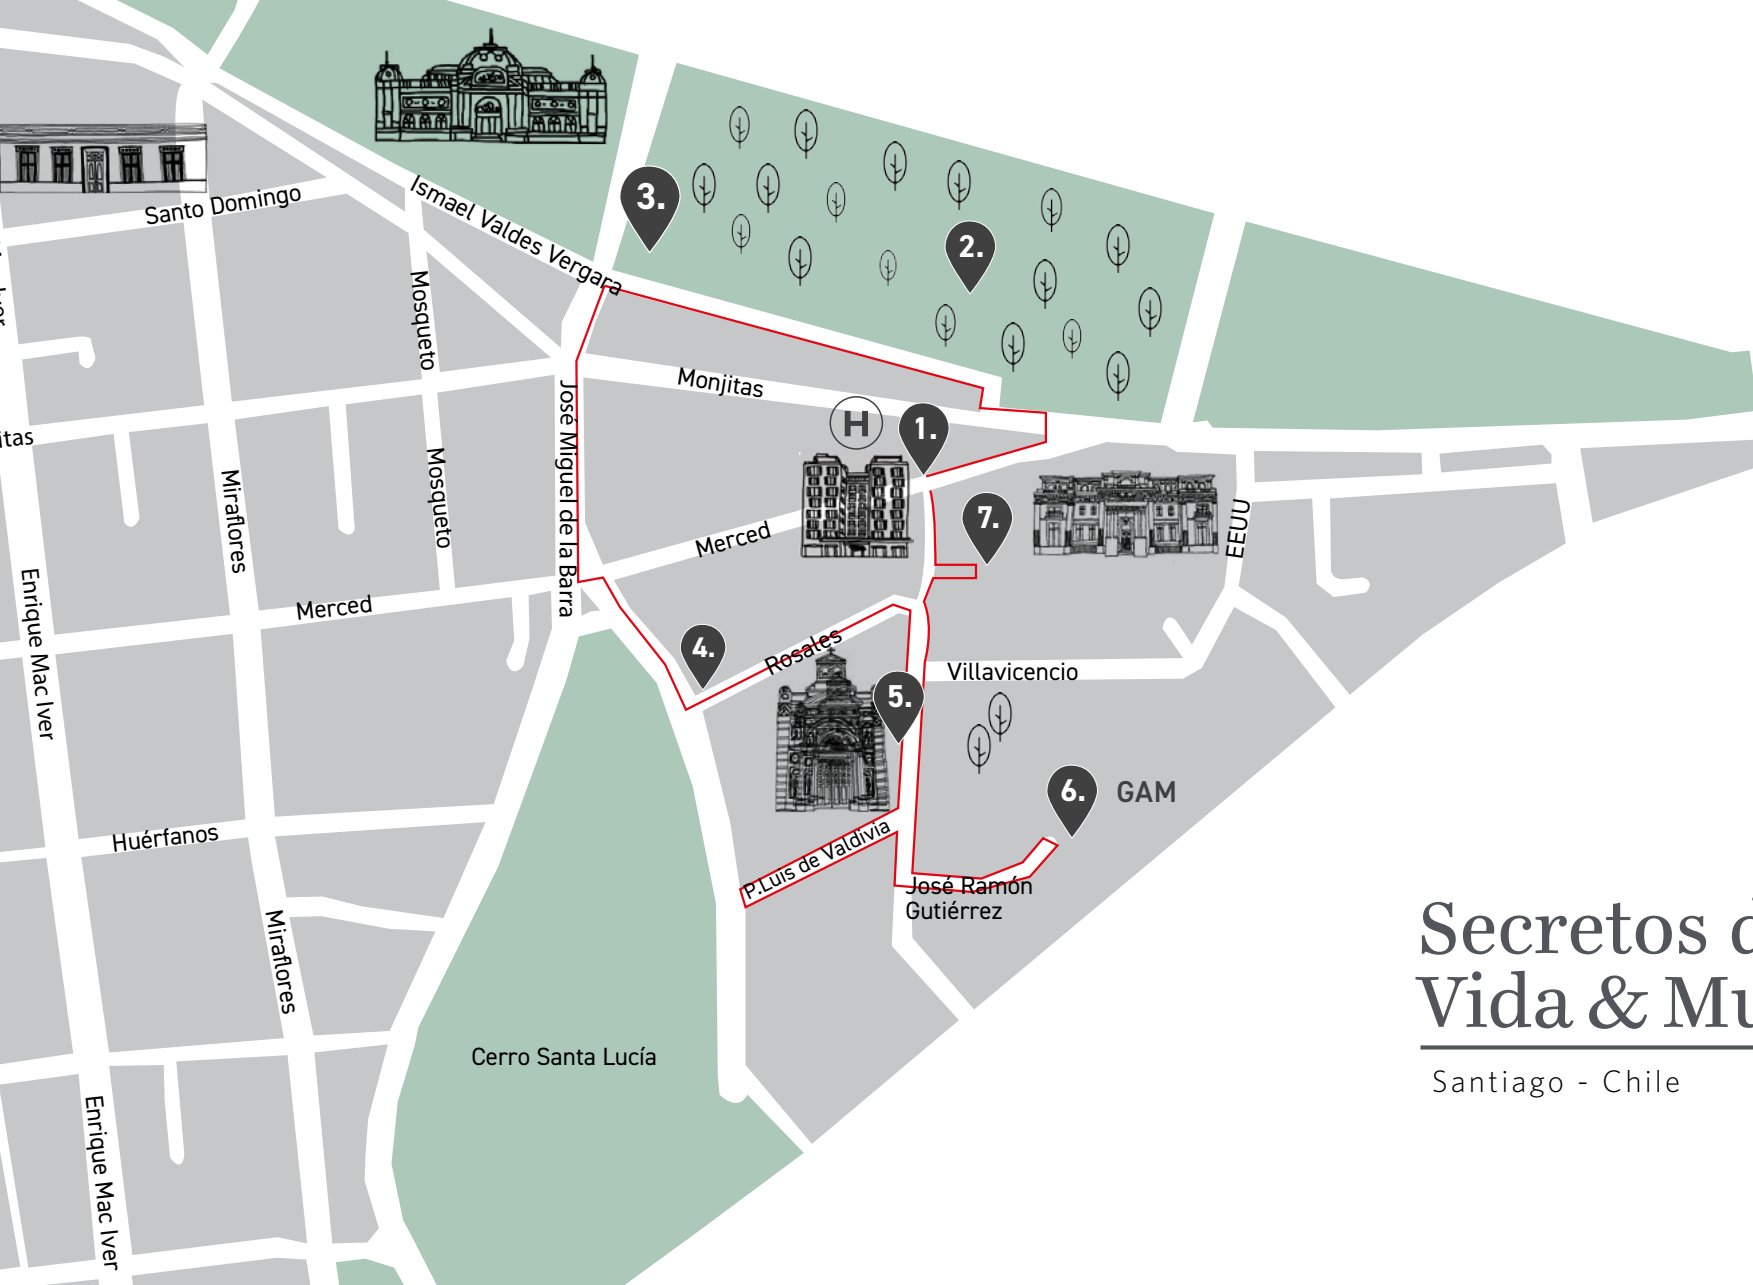 3.
Santo Domingo
Ismael Valdes Vergara
2.
Mosqueto
Monjitas
H
1.
José Miguel de la Barra
itas
Miraflores
Mosqueto
7.
EEUU
Merced
Enrique Mac Iver
Merced
4.
Rosales
Villavicencio
5.
6.
GAM
Huérfanos
P.Luis de Valdivia
José Ramón
Gutiérrez
Miraflores
Secretos d
Vida & Mu
Cerro Santa Lucía
Santiago - Chile
Enrique Mac Iver